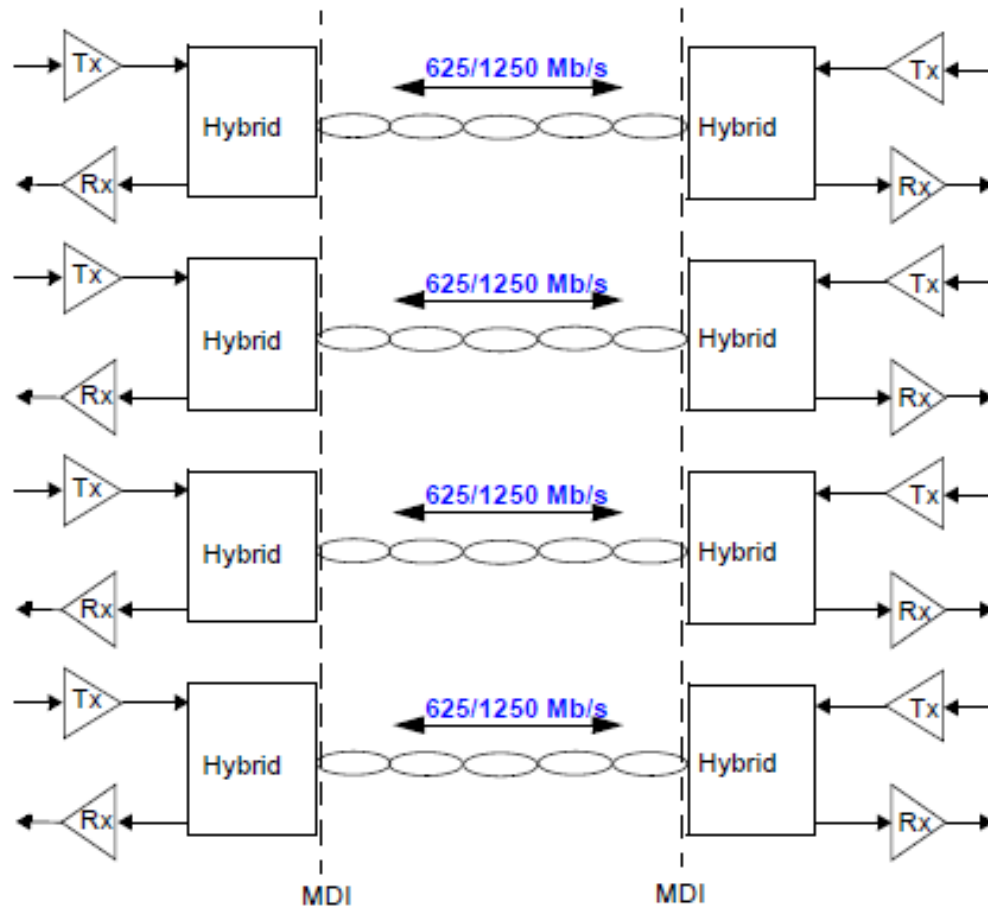 Tx
625/1250 Mb/s
Tx
Hybrid
Hybrid
Rx
Rx
Tx
625/1250 Mb/s
Tx
Hybrid
Hybrid
Rx
Rx
Tx
625/1250 Mb/s
Tx
Hybrid
Hybrid
Rx
Rx
Tx
625/1250 Mb/s
Tx
Hybrid
Hybrid
Rx
Rx
MDI
MDI